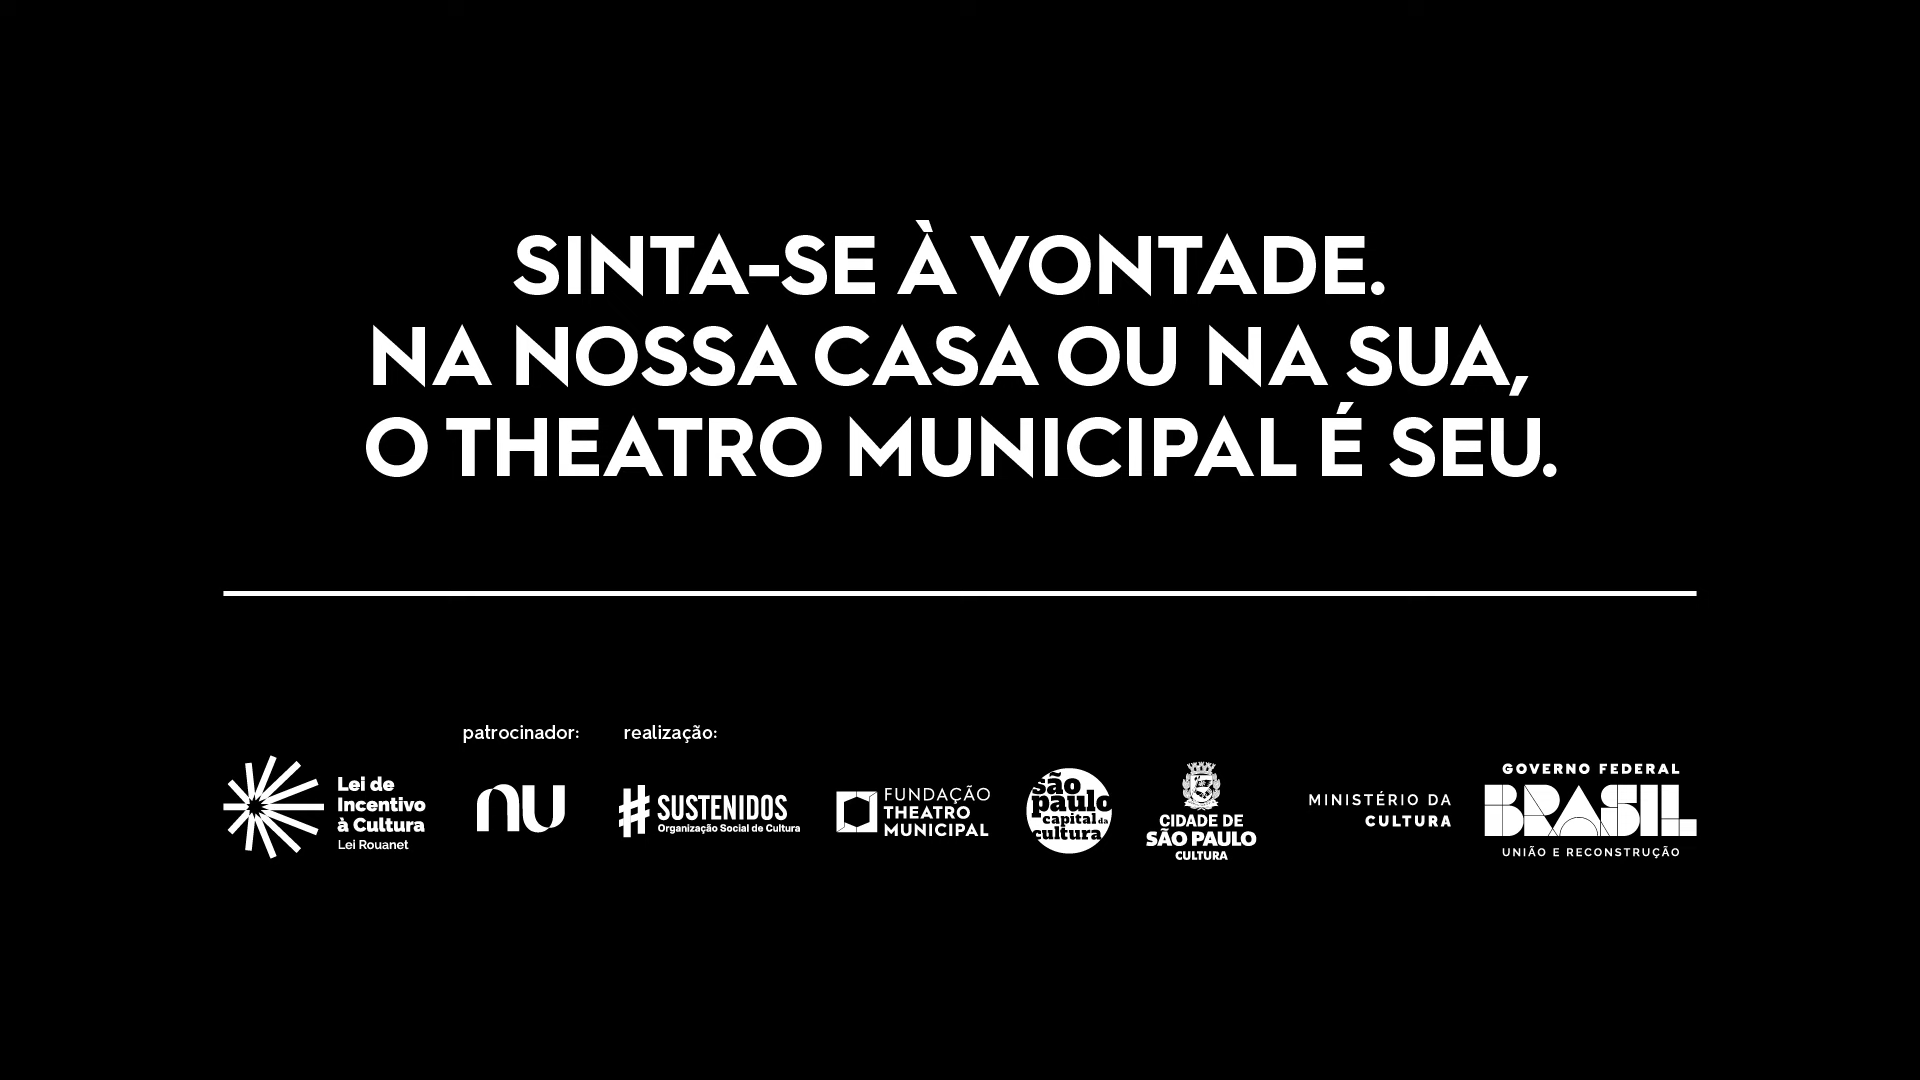 SINTA-SE À VONTADE.
NA NOSSA CASA OU NA SUA,
O THEATRO MUNICIPAL É SEU.
Lei de
Incentivo
à Cultura
Lei Rouanet
patrocinador:
nu
realização:
SUSTENIDOS
Organização Social de Cultura
FUNDAÇÃO
THEATRO
MUNICIPAL
são
paulo
capital da
cultura
CIDADE DE
SÃO PAULO
CULTURA
MINISTÉRIO DA
CULTURA
GOVERNO FEDERAL
BRASIL
UNIÃO E RECONSTRUÇÃO